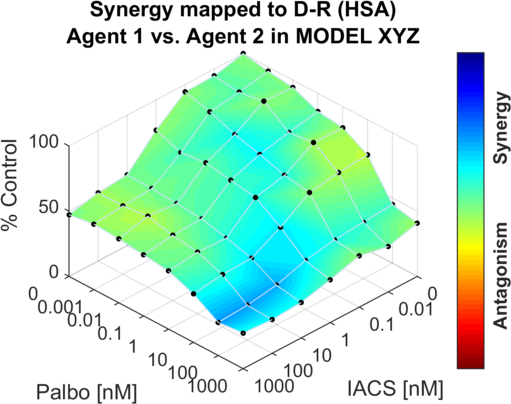 Synergy mapped to D-R (HSA)
Agent 1 vs. Agent 2 in MODEL XYZ
% Control
100
50
0
0
0.001
0.01
0.1
1
10
100
1000
Palbo [nM]
0
0.01
0.1
1
10
100
1000
IACS [nM]
Synergy
Antagonism